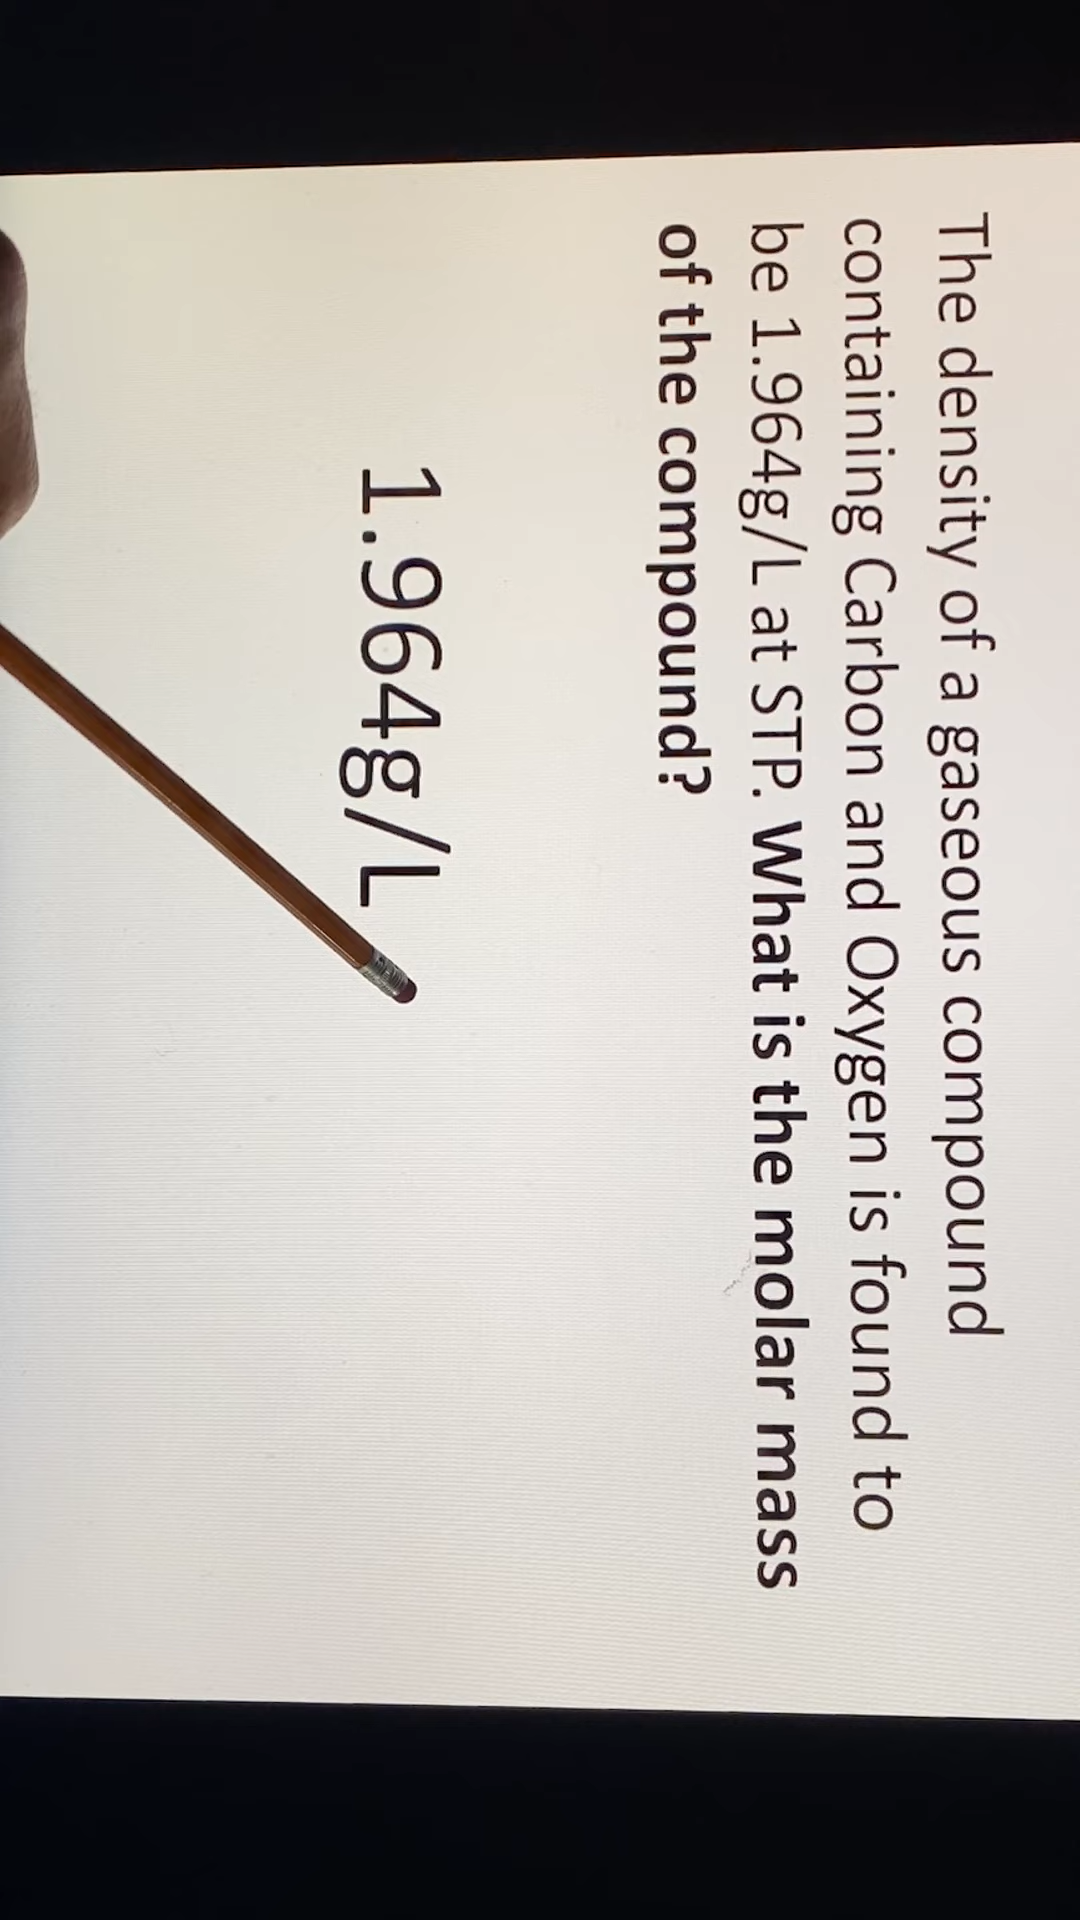 The density of a gaseous compound
containing Carbon and Oxygen is found to
be 1.964g/L at STP. What is the molar mass
of the compound?
1.964g/L